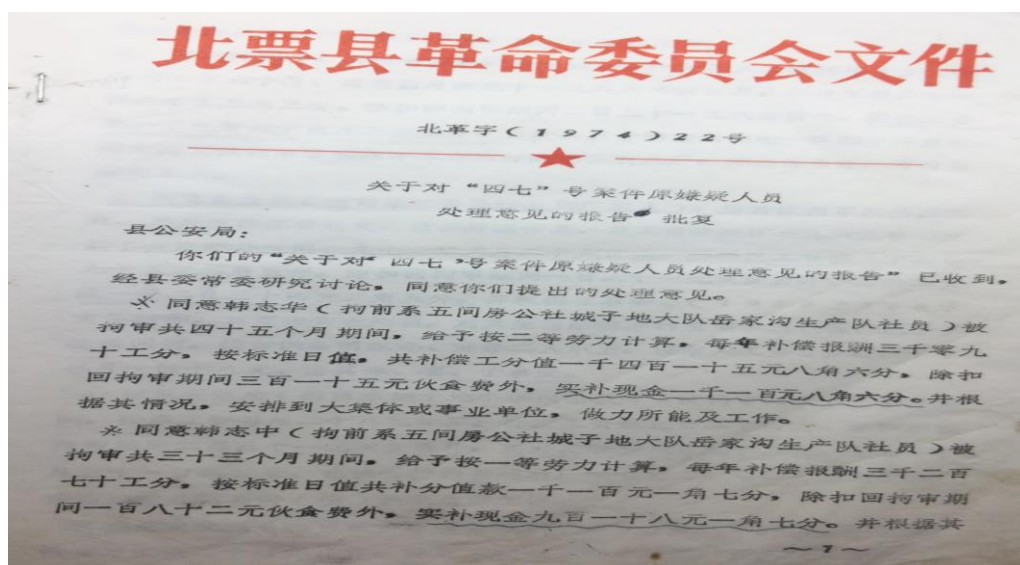 北票县革命委员会文件
北革字(1974)22号
关于对“四七”号案件原嫌疑人员
处理意见的报告 批复
县公安局:
你们的“关于对“四七”号案件原嫌疑人员处理意见的报告”已收到,
经县委常委研究讨论,同意你们提出的处理意见。
※同意韩志华(拘前系五间房公社城子地大队岳家沟生产队社员)被
拘审共四十五个月期间,给予按二等劳力计算,每年补偿报酬三千零九
十工分,按标准日值,共补偿工分值一千四百一十五元八角六分,除扣
回拘审期间三百一十五元伙食费外,实补现金一千一百元八角六分。并根
据其情况,安排到大集体或事业单位,做力所能及工作。
※同意韩志中(拘前系五间房公社城子地大队岳家沟生产队社员)被
拘审共三十三个月期间,给予按一等劳力计算,每年补偿报酬三千二百
七十工分,按标准日值共补分值款一千一百元一角七分,除扣回拘审期
间一百八十二元伙食费外,实补现金九百一十八元一角七分。并根据其
～1～